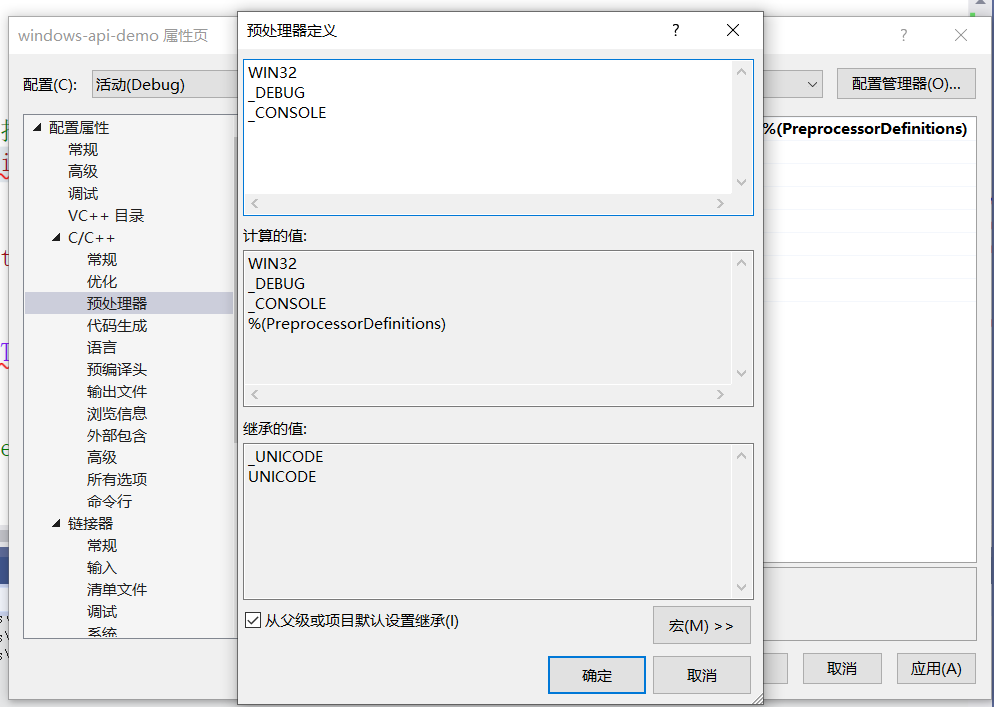 windows-api-demo 属性页
?
配置(C):
活动(Debug)
配置管理器(O)...
配置属性
常规
高级
调试
VC++ 目录
C/C++
常规
优化
预处理器
代码生成
语言
预编译头
输出文件
浏览信息
外部包含
高级
所有选项
命令行
链接器
常规
输入
清单文件
调试
系统
预处理器定义
?
WIN32
_DEBUG
_CONSOLE
计算的值:
WIN32
_DEBUG
_CONSOLE
%(PreprocessorDefinitions)
继承的值:
_UNICODE
UNICODE
从父级或项目默认设置继承(I)
宏(M) >>
确定
取消
%(PreprocessorDefinitions)
取消
应用(A)